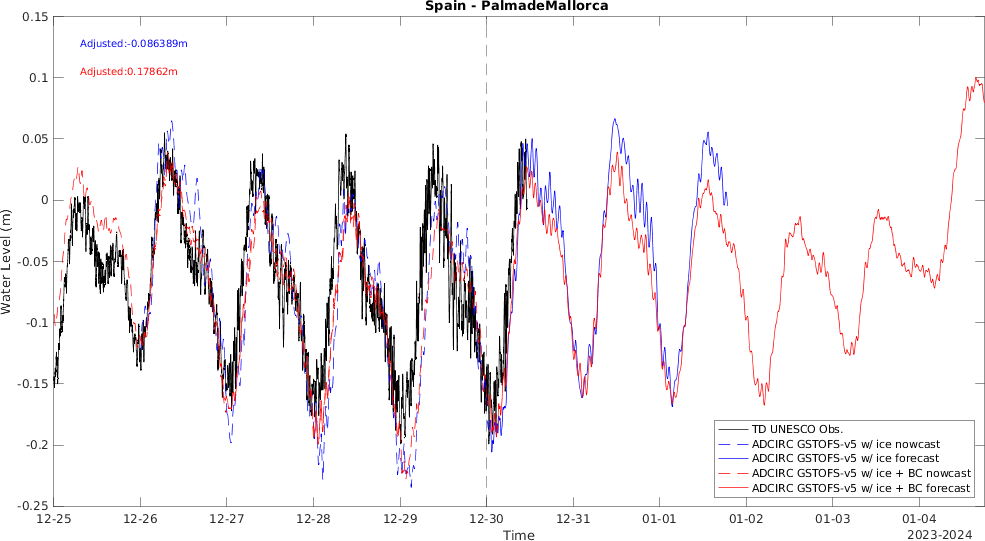 Spain - PalmadeMallorca
0.15
Adjusted:-0.086389m
Adjusted:0.17862m
0.1
0.05
0
-0.05
-0.1
-0.15
-0.2
-0.25
Water Level (m)
TD UNESCO Obs.
ADCIRC GSTOFS-v5 w/ ice nowcast
ADCIRC GSTOFS-v5 w/ ice forecast
ADCIRC GSTOFS-v5 w/ ice + BC nowcast
ADCIRC GSTOFS-v5 w/ ice + BC forecast
12-25 12-26 12-27 12-28 12-29 12-30 12-31 01-01 01-02 01-03 01-04
Time
2023-2024